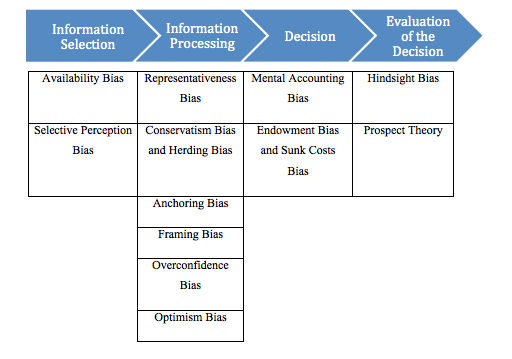 Information
Selection
Information
Processing
Decision
Evaluation
of the
Decision
Availability Bias
Representativeness
Bias
Mental Accounting
Bias
Hindsight Bias
Selective Perception
Bias
Conservatism Bias
and Herding Bias
Endowment Bias
and Sunk Costs
Bias
Prospect Theory
Anchoring Bias
Framing Bias
Overconfidence
Bias
Optimism Bias